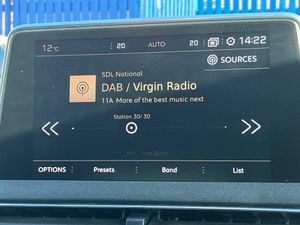 12°C 20 AUTO 20 14:22
SOURCES
SDL National
DAB / Virgin Radio
11A More of the best music next
Station 30/ 30
OPTIONS Presets Band List